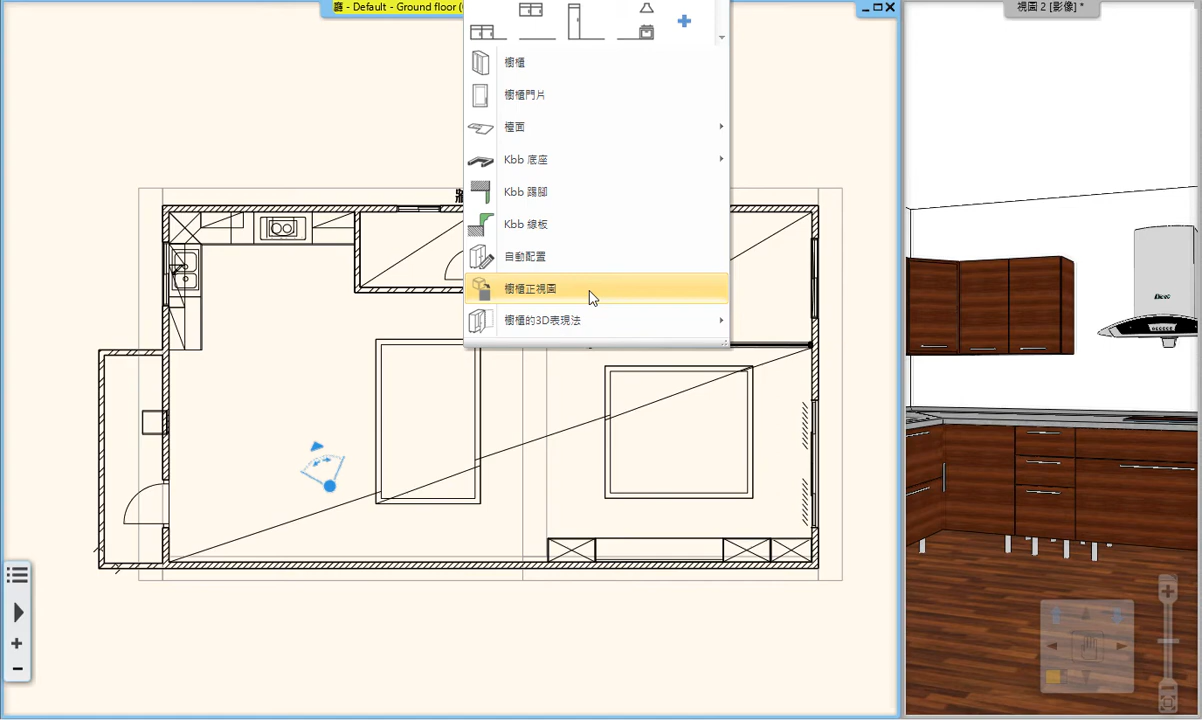 廳 - Default - Ground floor (
視圖 2 [影像] *
櫥櫃
櫥櫃門片
檯面
Kbb 底座
Kbb 踢腳
Kbb 線板
自動配置
櫥櫃正視圖
櫥櫃的3D表現法